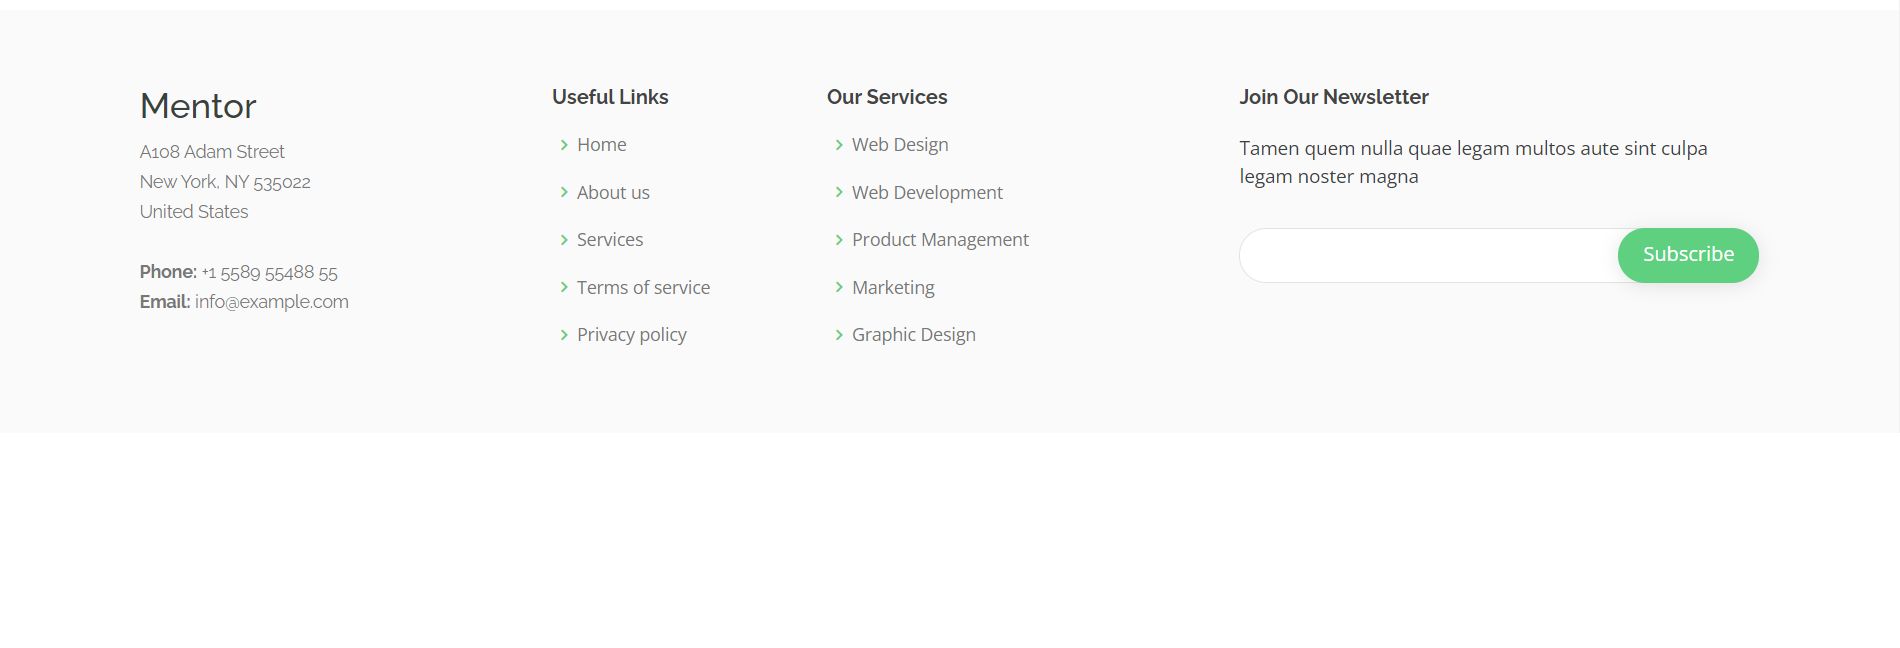 Mentor
A108 Adam Street
New York, NY 535022
United States
Phone: +1 5589 55488 55
Email: info@example.com
Useful Links
Home
About us
Services
Terms of service
Privacy policy
Our Services
Web Design
Web Development
Product Management
Marketing
Graphic Design
Join Our Newsletter
Tamen quem nulla quae legam multos aute sint culpa
legam noster magna
Subscribe